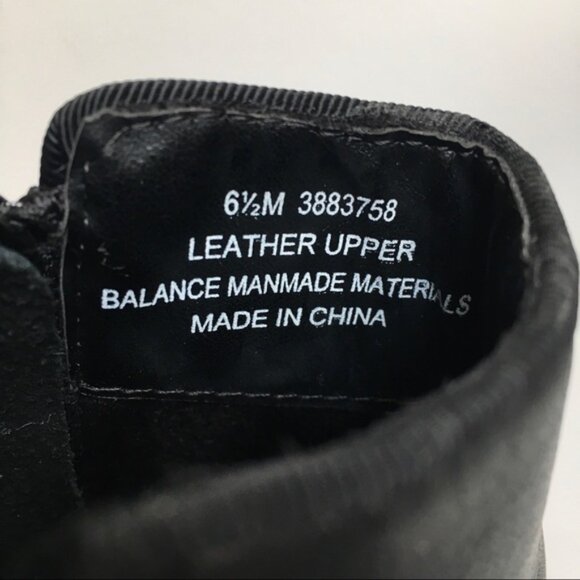 6½M 3883758
LEATHER UPPER
BALANCE MANMADE MATERIALS
MADE IN CHINA